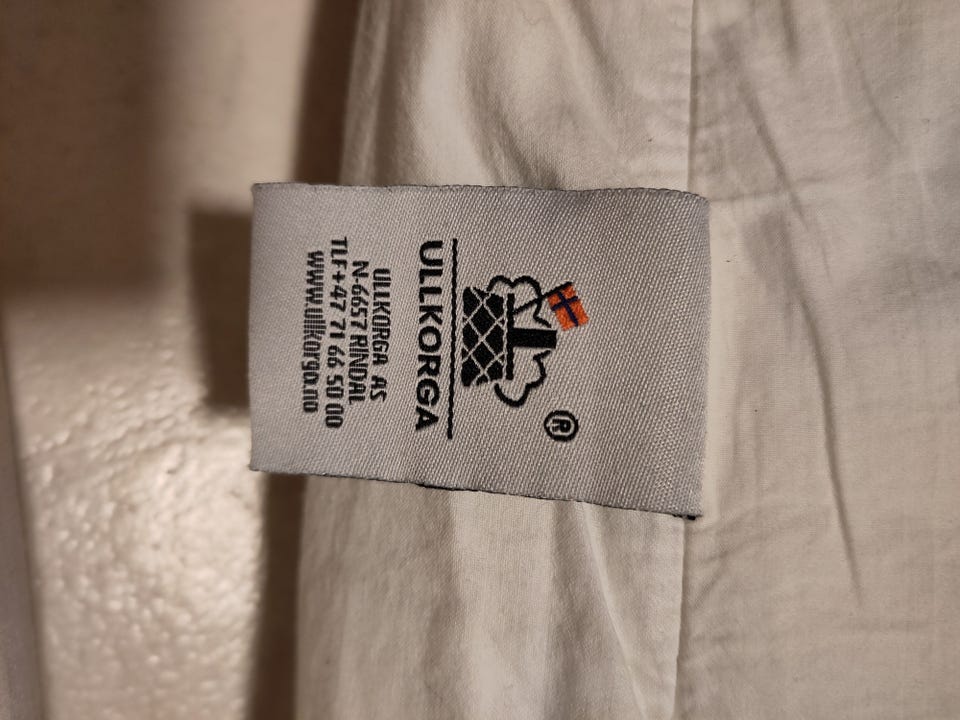 ®
ULLKORGA
ULLKORGA AS
N-6657 RINDAL
TLF+47 71 66 50 00
www.ullkorga.no